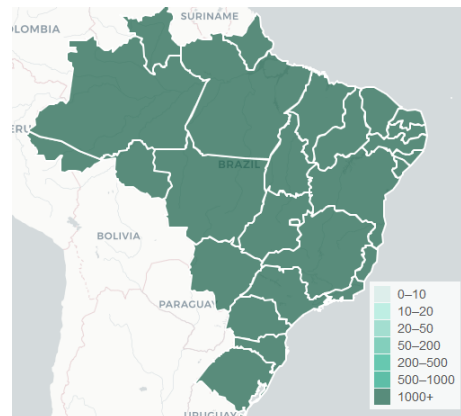 SURINAME
OLOMBIA
ERU
BRAZIL
BOLIVIA
PARAGUAY
URUGUAY
0–10
10–20
20–50
50–200
200–500
500–1000
1000+